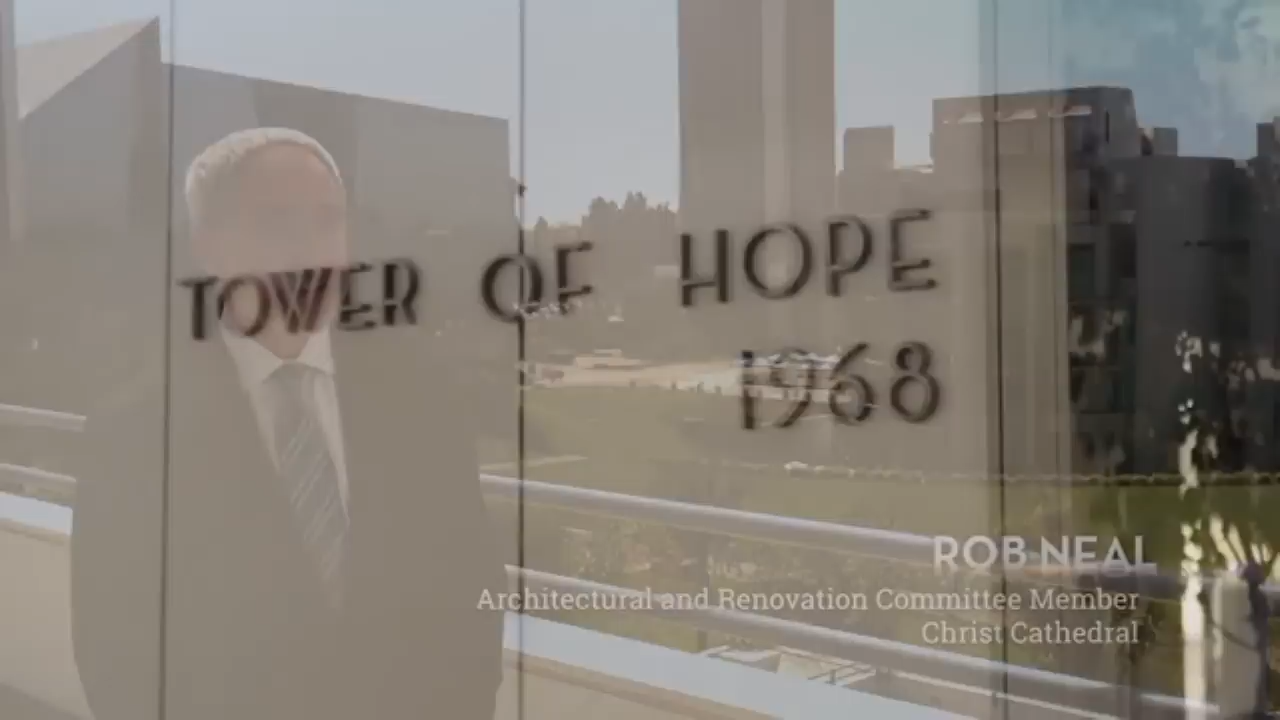 TOWER OF HOPE
1968
ROB NEAL
Architectural and Renovation Committee Member
Christ Cathedral